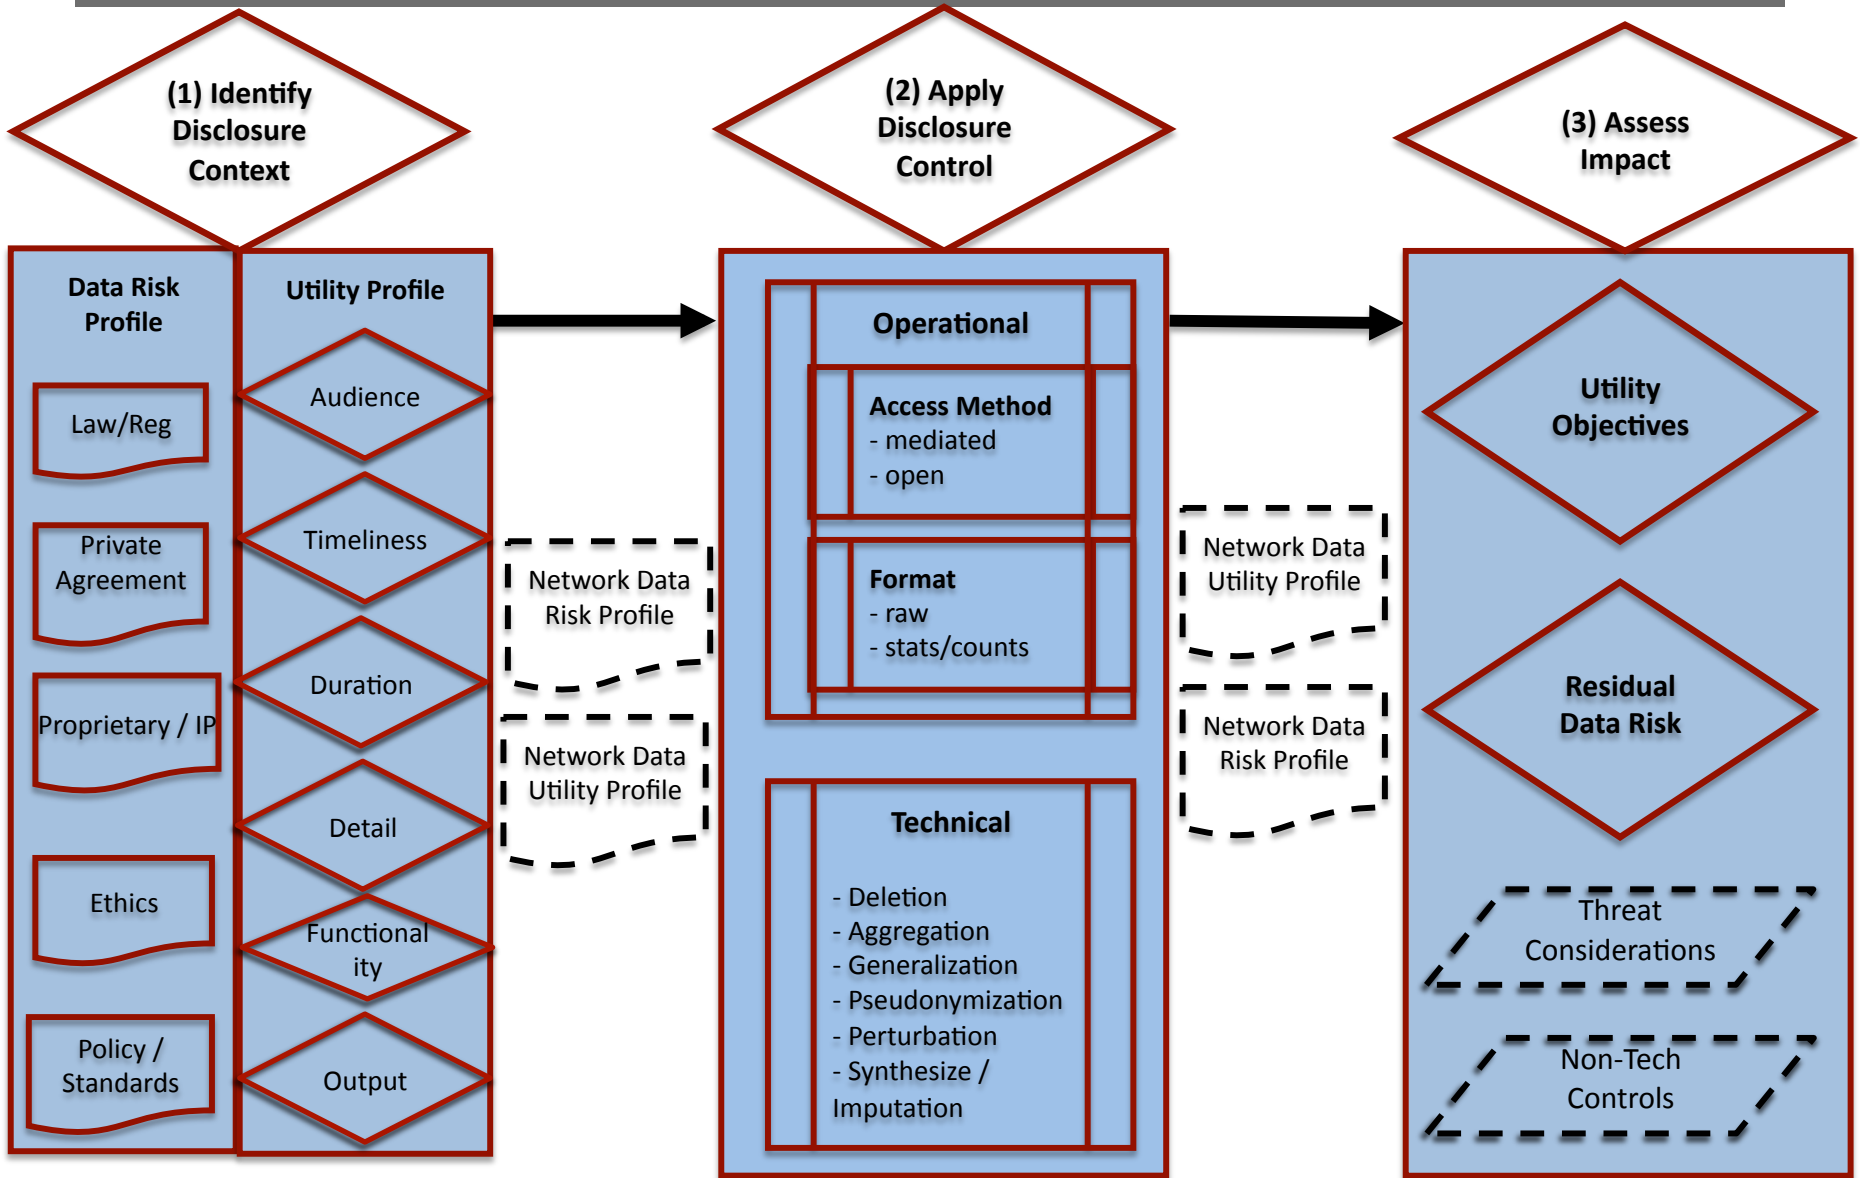 (1) Identify
Disclosure
Context
Data Risk
Profile
Law/Reg
Private
Agreement
Proprietary / IP
Ethics
Policy /
Standards
Utility Profile
Audience
Timeliness
Duration
Detail
Functional
ity
Output
Network Data
Risk Profile
Network Data
Utility Profile
(2) Apply
Disclosure
Control
Operational
Access Method
- mediated
- open
Format
- raw
- stats/counts
Technical
- Deletion
- Aggregation
- Generalization
- Pseudonymization
- Perturbation
- Synthesize /
Imputation
Network Data
Utility Profile
Network Data
Risk Profile
(3) Assess
Impact
Utility
Objectives
Residual
Data Risk
Threat
Considerations
Non-Tech
Controls